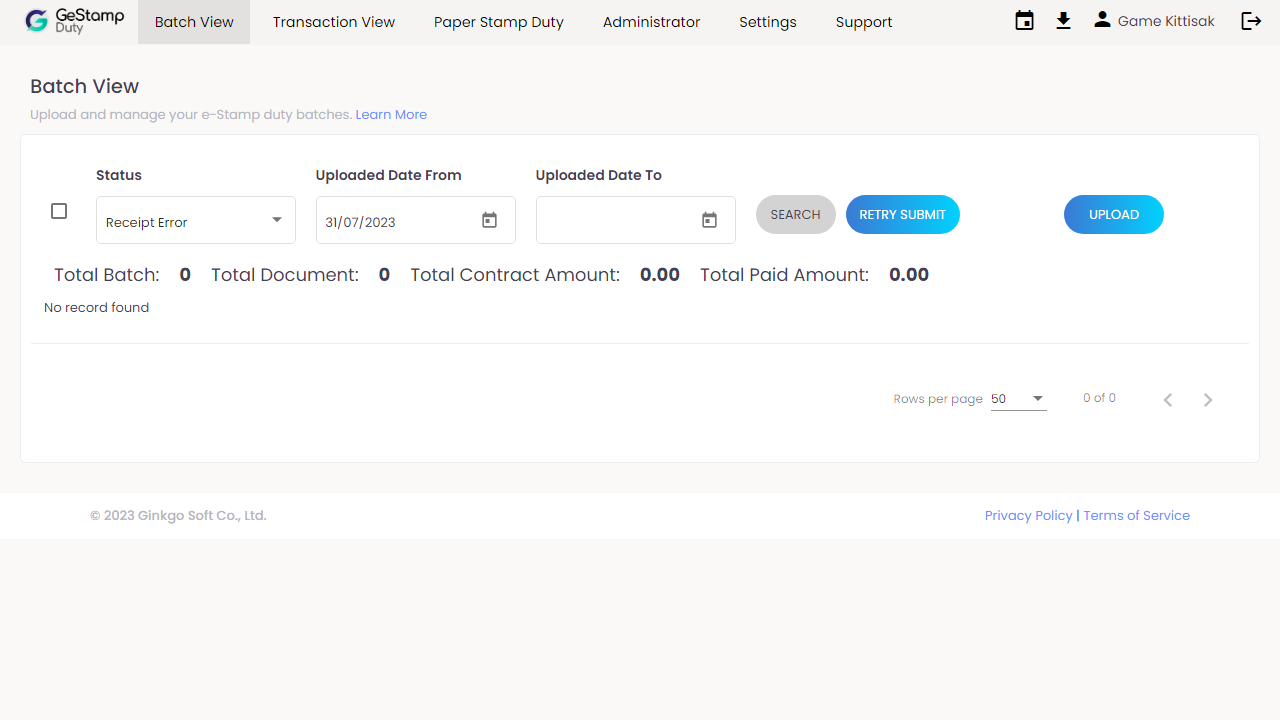 GeStamp Duty Batch View Transaction View Paper Stamp Duty Administrator Settings Support Game Kittisak
Batch View
Upload and manage your e-Stamp duty batches. Learn More
Status Uploaded Date From Uploaded Date To
Receipt Error 31/07/2023 SEARCH RETRY SUBMIT UPLOAD
Total Batch: 0 Total Document: 0 Total Contract Amount: 0.00 Total Paid Amount: 0.00
No record found
Rows per page 50 0 of 0
© 2023 Ginkgo Soft Co., Ltd. Privacy Policy | Terms of Service